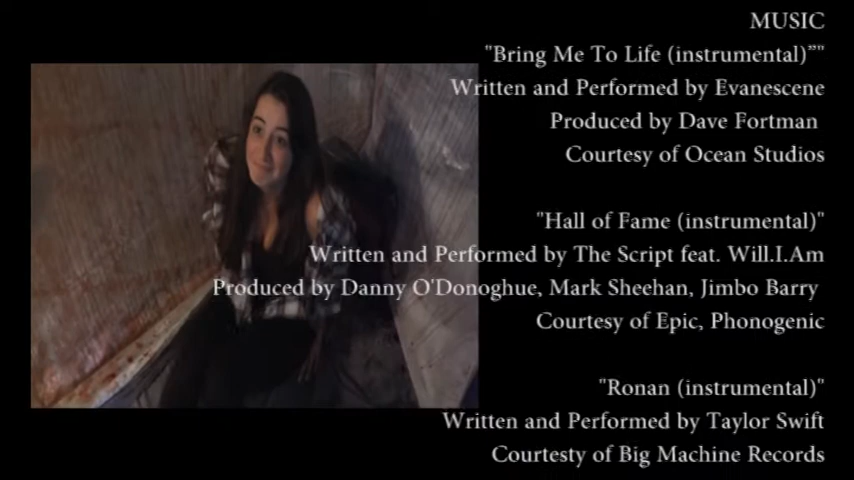 MUSIC
"Bring Me To Life (instrumental)”"
Written and Performed by Evanescene
Produced by Dave Fortman
Courtesy of Ocean Studios
"Hall of Fame (instrumental)"
Written and Performed by The Script feat. Will.I.Am
Produced by Danny O'Donoghue, Mark Sheehan, Jimbo Barry
Courtesy of Epic, Phonogenic
"Ronan (instrumental)"
Written and Performed by Taylor Swift
Courtesty of Big Machine Records